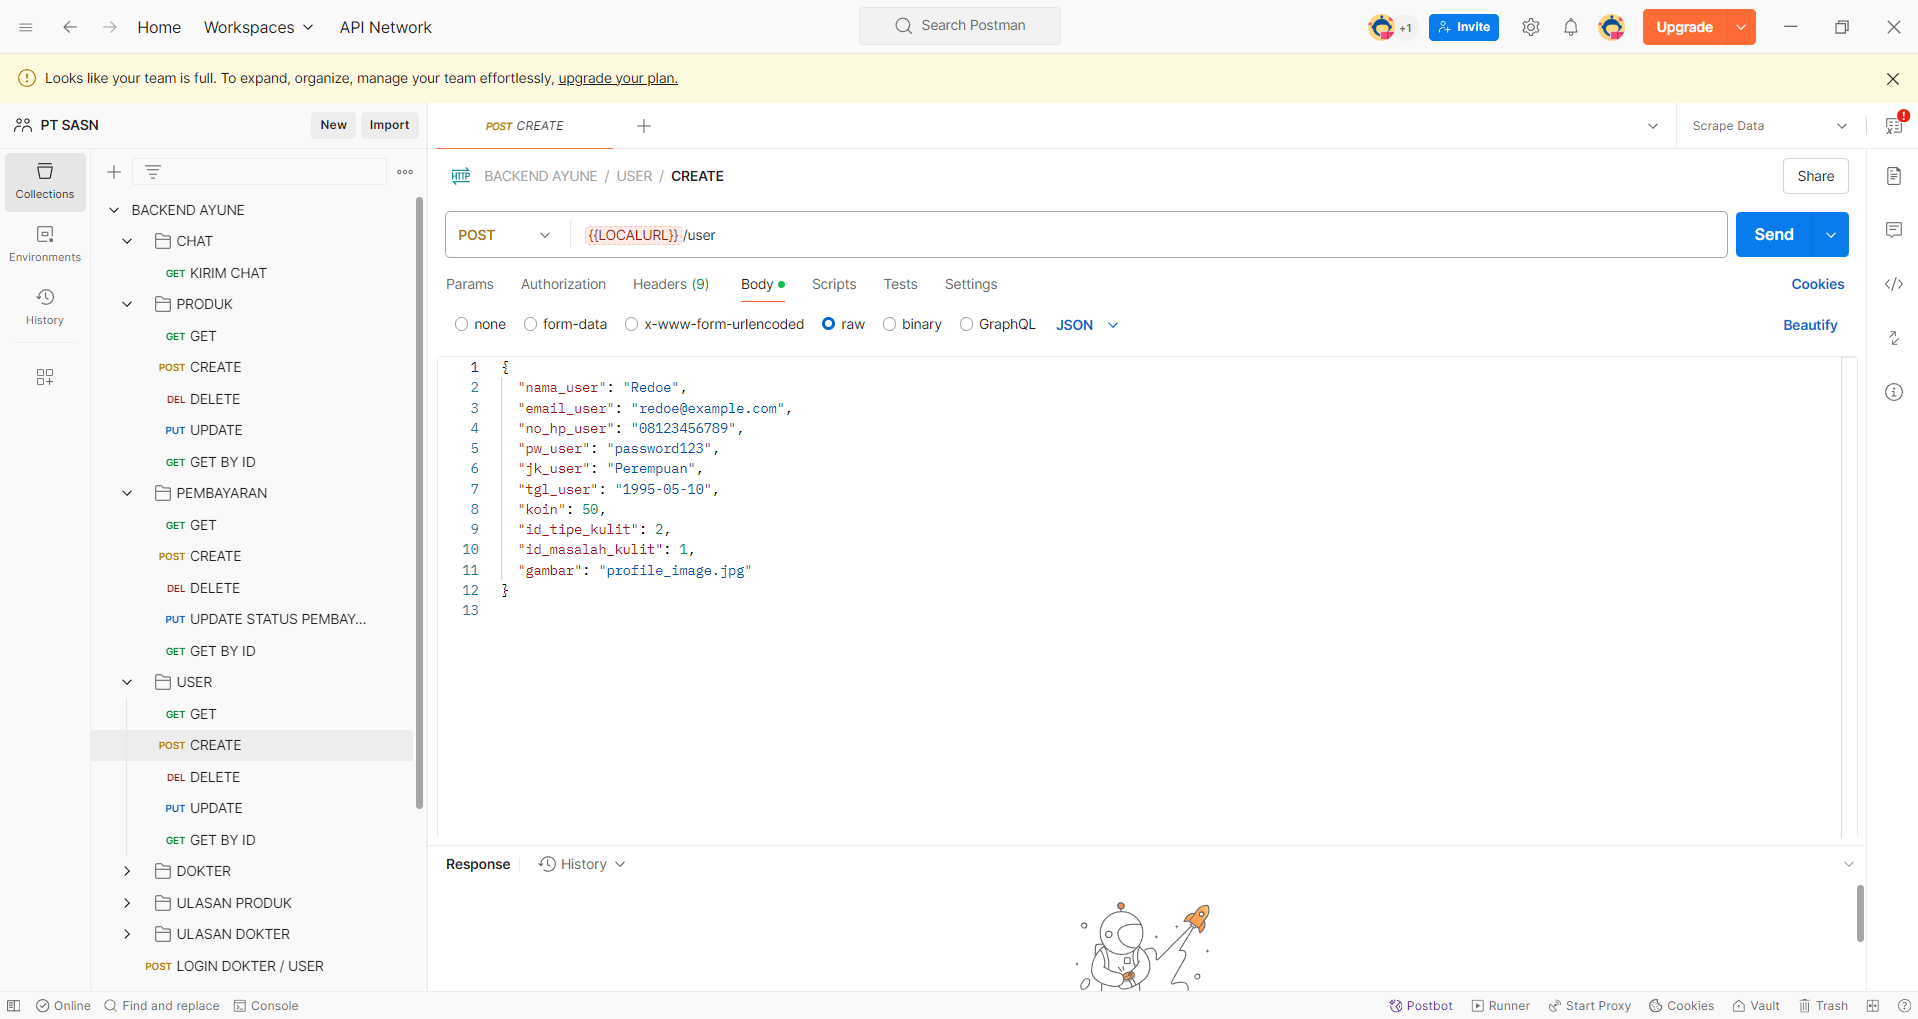 Home Workspaces API Network Search Postman +1 Invite Upgrade
Looks like your team is full. To expand, organize, manage your team effortlessly, upgrade your plan.
PT SASN New Import
POST CREATE
Scrape Data
Collections
Environments
History
BACKEND AYUNE
CHAT
GET KIRIM CHAT
PRODUK
GET GET
POST CREATE
DEL DELETE
PUT UPDATE
GET GET BY ID
PEMBAYARAN
GET GET
POST CREATE
DEL DELETE
PUT UPDATE STATUS PEMBAY...
GET GET BY ID
USER
GET GET
POST CREATE
DEL DELETE
PUT UPDATE
GET GET BY ID
DOKTER
ULASAN PRODUK
ULASAN DOKTER
POST LOGIN DOKTER / USER
HTTP BACKEND AYUNE / USER / CREATE
Share
POST {{LOCALURL}}/user
Send
Params Authorization Headers (9) Body Scripts Tests Settings Cookies
none form-data x-www-form-urlencoded raw binary GraphQL JSON Beautify
1 {
2 "nama_user": "Redoe",
3 "email_user": "redoe@example.com",
4 "no_hp_user": "08123456789",
5 "pw_user": "password123",
6 "jk_user": "Perempuan",
7 "tgl_user": "1995-05-10",
8 "koin": 50,
9 "id_tipe_kulit": 2,
10 "id_masalah_kulit": 1,
11 "gambar": "profile_image.jpg"
12 }
13
Response History
Online Find and replace Console Postbot Runner Start Proxy Cookies Vault Trash